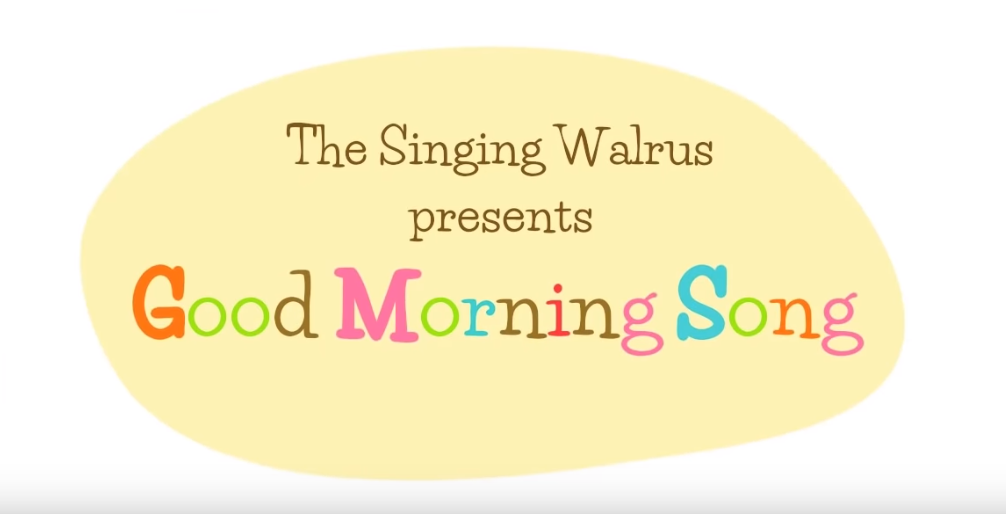 The Singing Walrus
presents
Good Morning Song